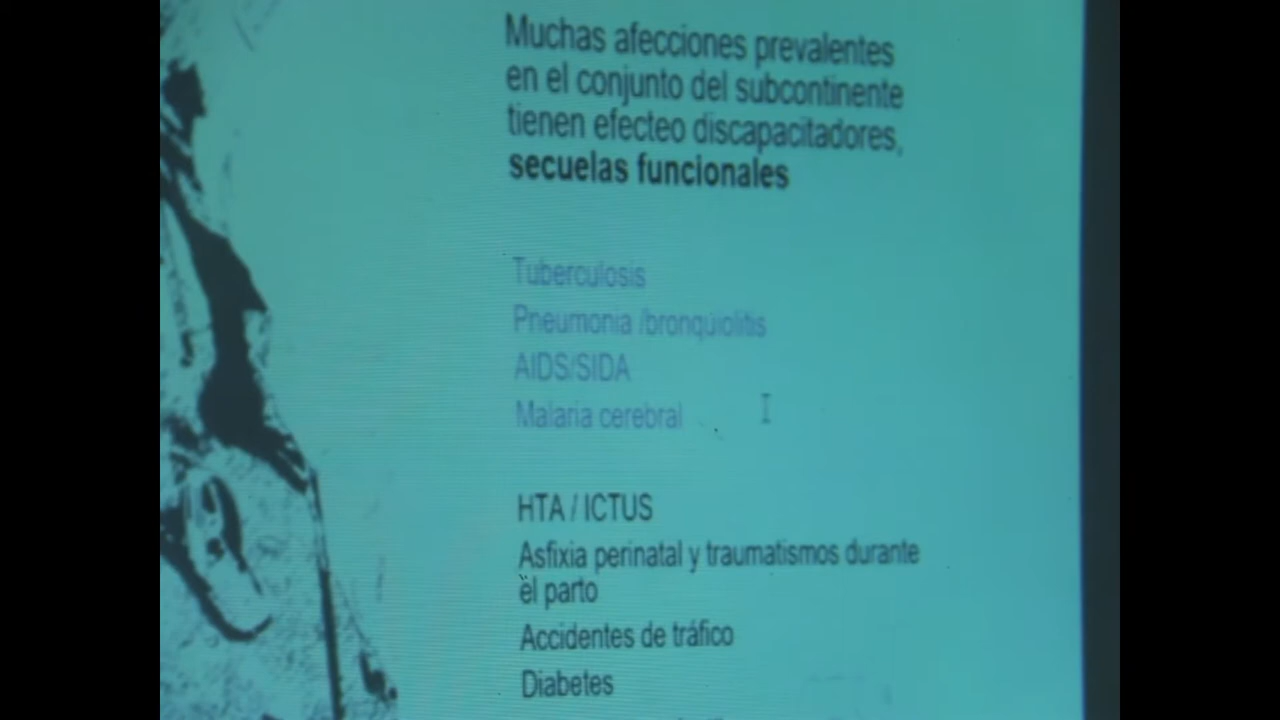 Muchas afecciones prevalentes
en el conjunto del subcontinente
tienen efecteo discapacitadores,
secuelas funcionales
Tuberculosis
Pneumonia /bronquiolitis
AIDS/SIDA
Malaria cerebral
HTA / ICTUS
Asfixia perinatal y traumatismos durante
el parto
Accidentes de tráfico
Diabetes